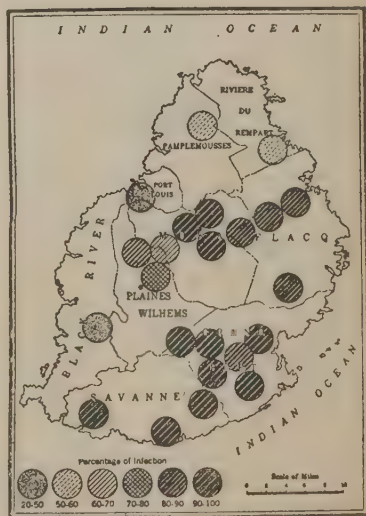 INDIAN OCEAN
RIVIERE
DU
REMPART
PAMPLEMOUSSES
PORT
LOUIS
LACQ
BLACK RIVER
PLAINES
WILHEMS
SAVANNE
INDIAN OCEAN
Percentage of Infection
Scale of Miles
20-50 50-60 60-70 70-80 80-90 90-100